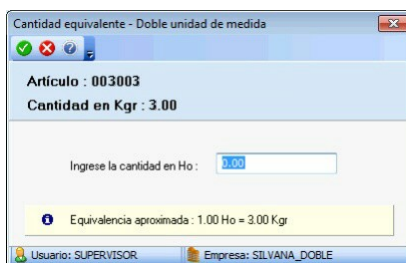 Cantidad equivalente - Doble unidad de medida
Artículo : 003003
Cantidad en Kgr : 3.00
Ingrese la cantidad en Ho : 0.00
Equivalencia aproximada : 1.00 Ho = 3.00 Kgr
Usuario: SUPERVISOR Empresa: SILVANA_DOBLE